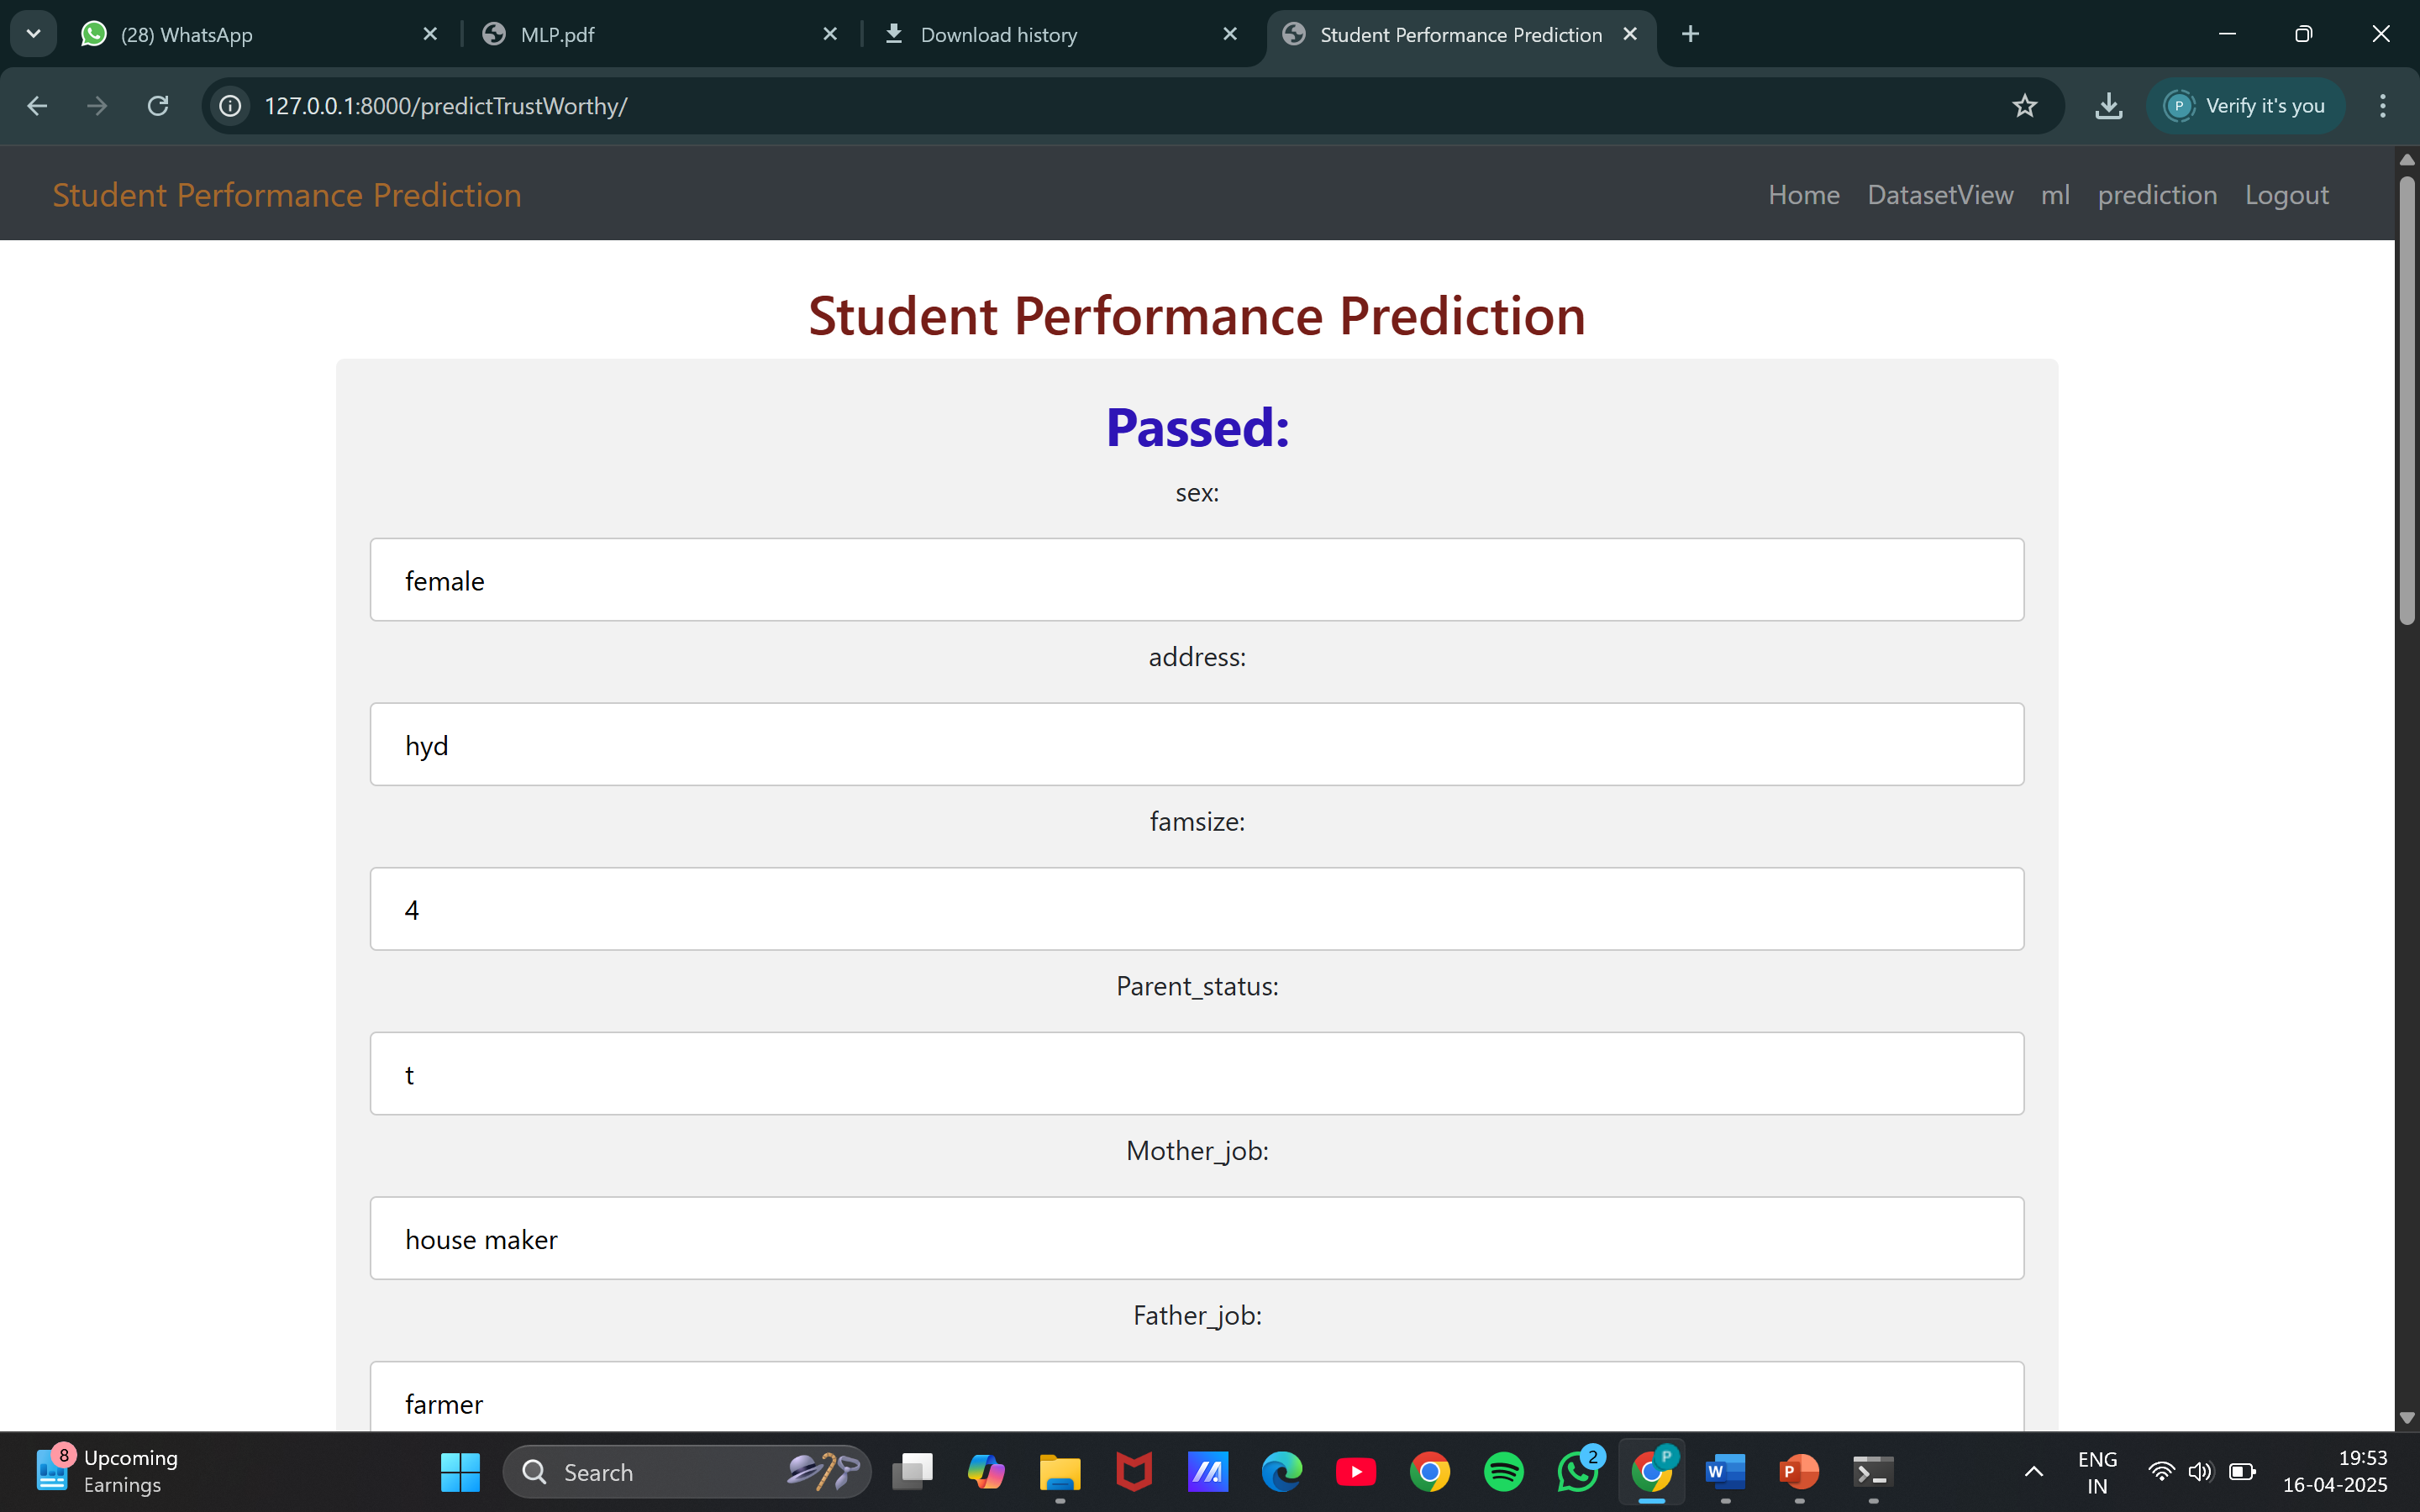 (28) WhatsApp
MLP.pdf
Download history
Student Performance Prediction
127.0.0.1:8000/predictTrustWorthy/
P
Verify it's you
Student Performance Prediction
Home
DatasetView
ml
prediction
Logout
Student Performance Prediction
Passed:
sex:
female
address:
hyd
famsize:
4
Parent_status:
t
Mother_job:
house maker
Father_job:
farmer
8
Upcoming
Earnings
Search
2
P
W
P
ENG
IN
19:53
16-04-2025